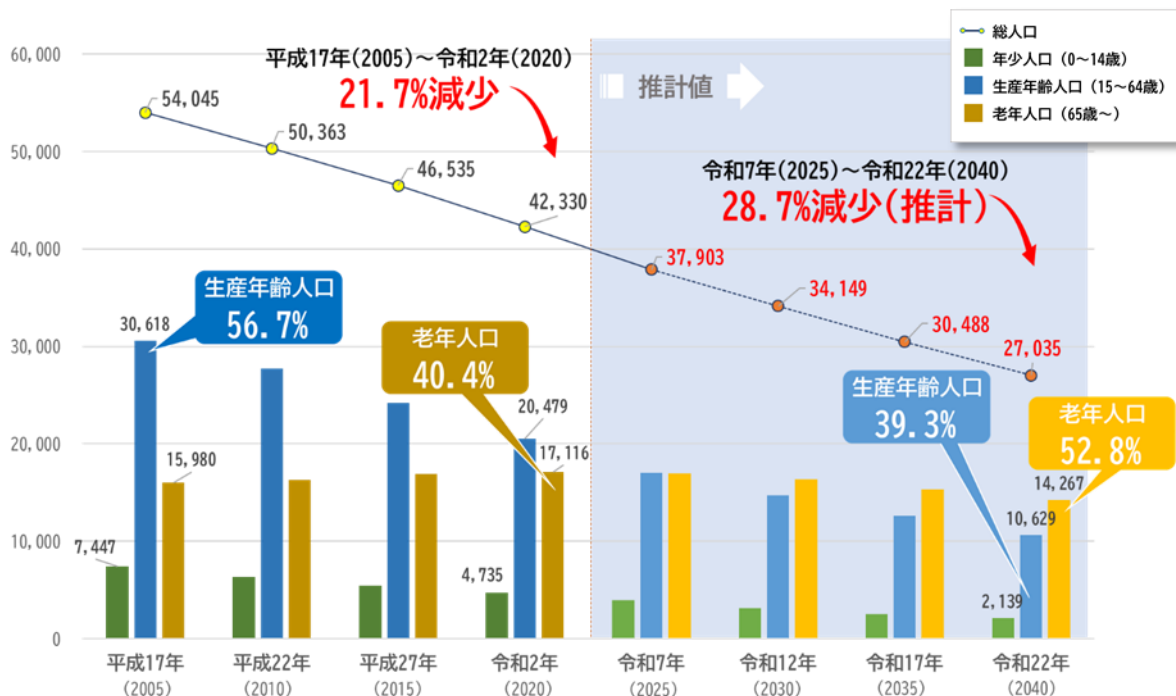 総人口
年少人口（0～14歳）
生産年齢人口（15～64歳）
老年人口（65歳～）
平成17年(2005)～令和2年(2020)
21.7%減少
推計値
令和7年(2025)～令和22年(2040)
28.7%減少(推計)
60,000
50,000
40,000
30,000
20,000
10,000
0
54,045
50,363
46,535
42,330
37,903
34,149
30,488
27,035
生産年齢人口
56.7%
老年人口
40.4%
生産年齢人口
39.3%
老年人口
52.8%
30,618
15,980
7,447
20,479
17,116
4,735
14,267
10,629
2,139
平成17年
(2005)
平成22年
(2010)
平成27年
(2015)
令和2年
(2020)
令和7年
(2025)
令和12年
(2030)
令和17年
(2035)
令和22年
(2040)